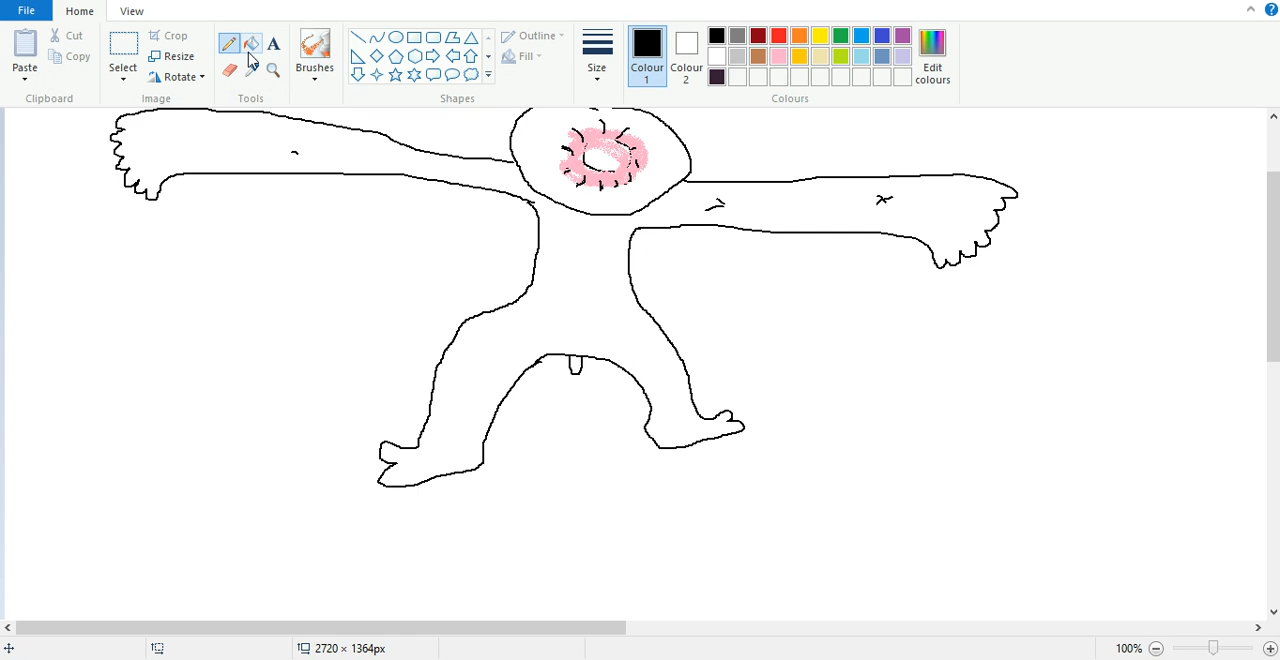 File
Home
View
Paste
Cut
Copy
Clipboard
Select
Crop
Resize
Rotate
Image
A
Tools
Brushes
Shapes
Outline
Fill
Size
Colour
1
Colour
2
Edit
colours
Colours
2720 × 1364px
100%